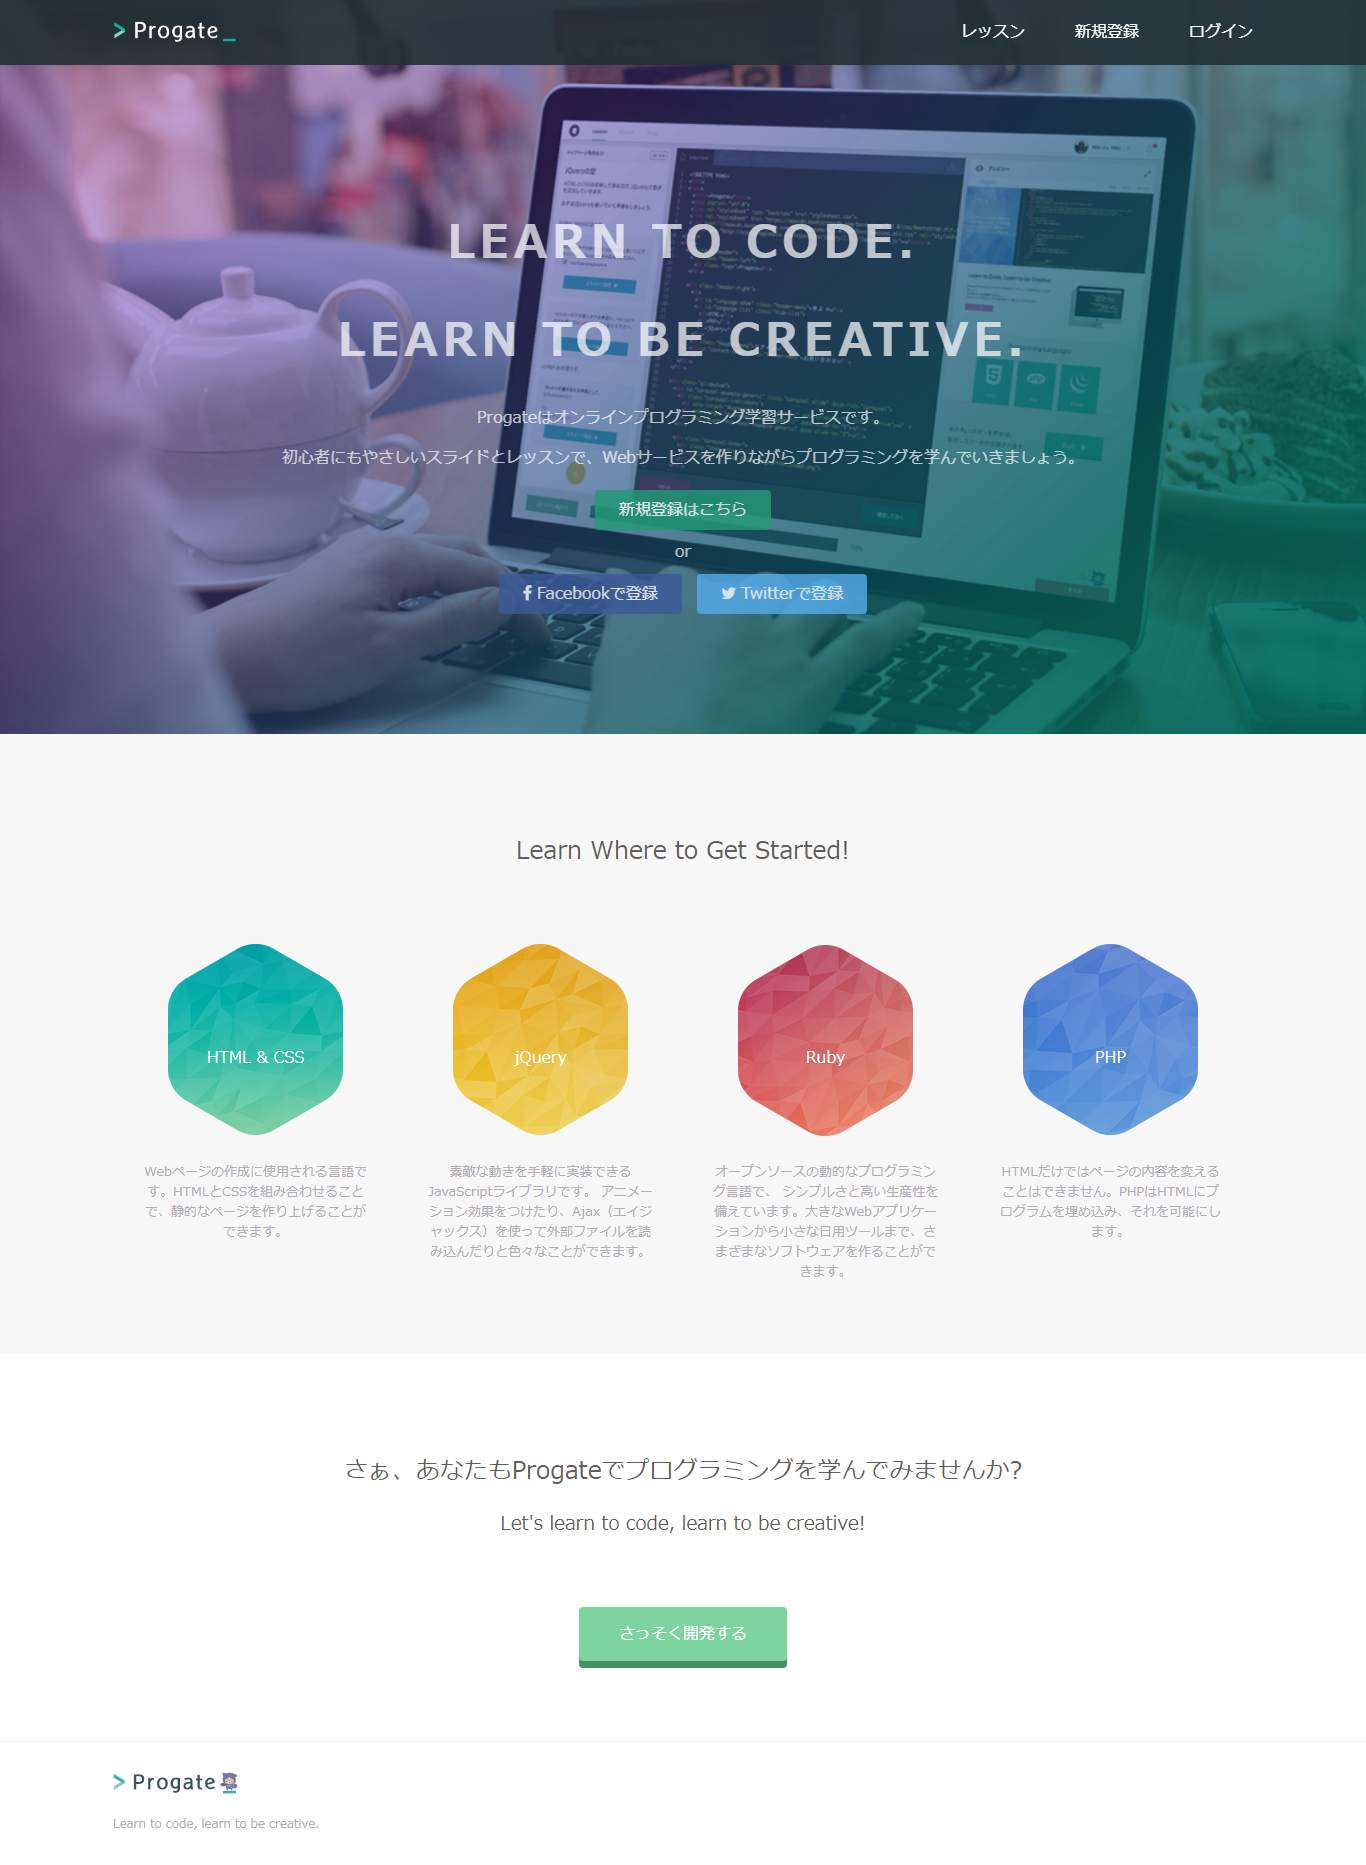 > Progate _
レッスン 新規登録 ログイン
LEARN TO CODE.
LEARN TO BE CREATIVE.
Progateはオンラインプログラミング学習サービスです。
初心者にもやさしいスライドとレッスンで、Webサービスを作りながらプログラミングを学んでいきましょう。
新規登録はこちら
or
Facebookで登録 Twitterで登録
Learn Where to Get Started!
HTML & CSS
Webページの作成に使用される言語で
す。HTMLとCSSを組み合わせること
で、静的なページを作り上げることが
できます。
jQuery
素敵な動きを手軽に実装できる
JavaScriptライブラリです。 アニメー
ション効果をつけたり、Ajax（エイジ
ャックス）を使って外部ファイルを読
み込んだりと色々なことができます。
Ruby
オープンソースの動的なプログラミン
グ言語で、 シンプルさと高い生産性を
備えています。大きなWebアプリケー
ションから小さな日用ツールまで、さ
まざまなソフトウェアを作ることがで
きます。
PHP
HTMLだけではページの内容を変える
ことはできません。PHPはHTMLにプ
ログラムを埋め込み、それを可能にし
ます。
さぁ、あなたもProgateでプログラミングを学んでみませんか?
Let's learn to code, learn to be creative!
さっそく開発する
> Progate
Learn to code, learn to be creative.